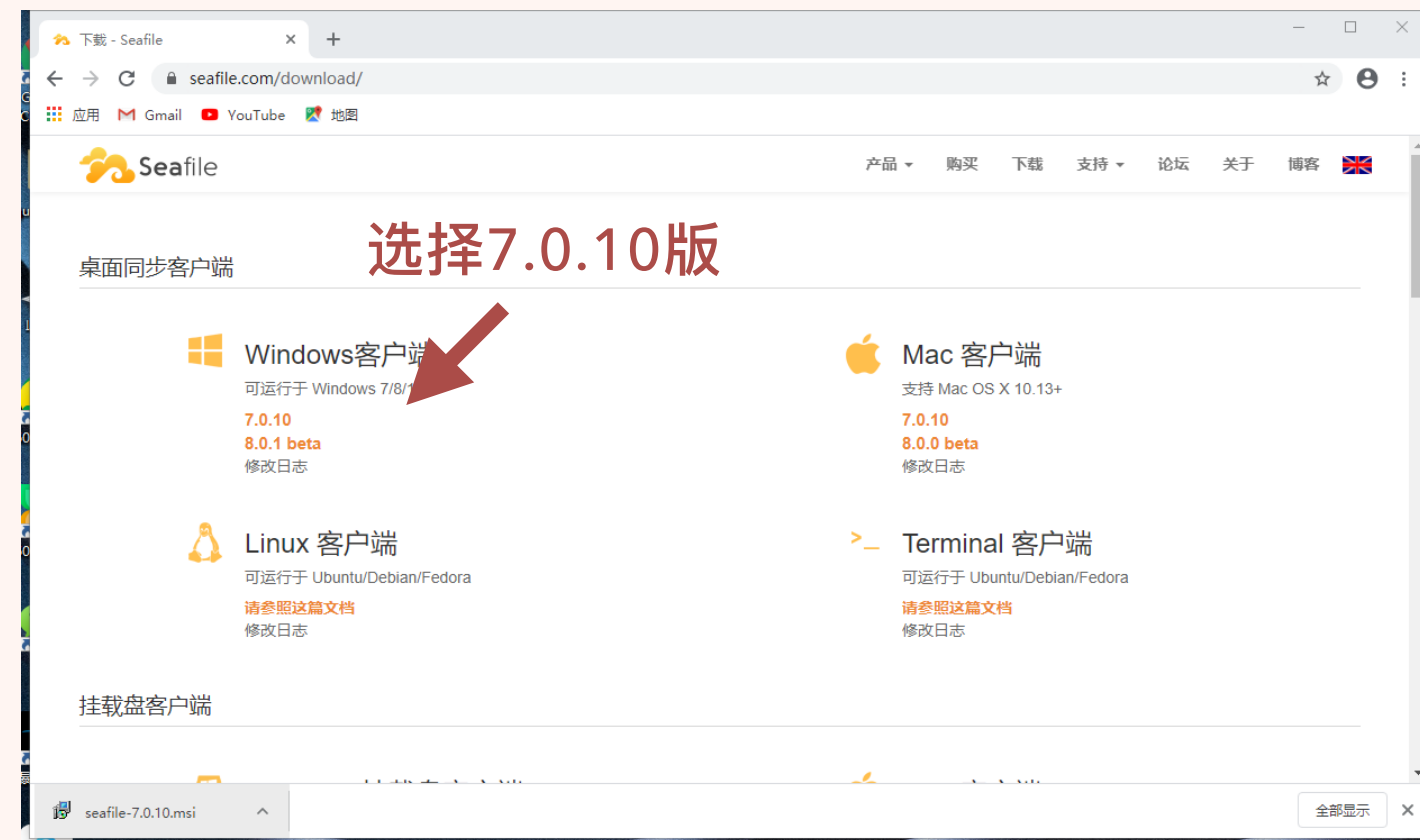 下载 - Seafile
seafile.com/download/
应用 Gmail YouTube 地图
Seafile 产品 购买 下载 支持 论坛 关于 博客
选择7.0.10版
桌面同步客户端
Windows客户端
可运行于 Windows 7/8/1
7.0.10
8.0.1 beta
修改日志
Mac 客户端
支持 Mac OS X 10.13+
7.0.10
8.0.0 beta
修改日志
Linux 客户端
可运行于 Ubuntu/Debian/Fedora
请参照这篇文档
修改日志
Terminal 客户端
可运行于 Ubuntu/Debian/Fedora
请参照这篇文档
修改日志
挂载盘客户端
seafile-7.0.10.msi
全部显示